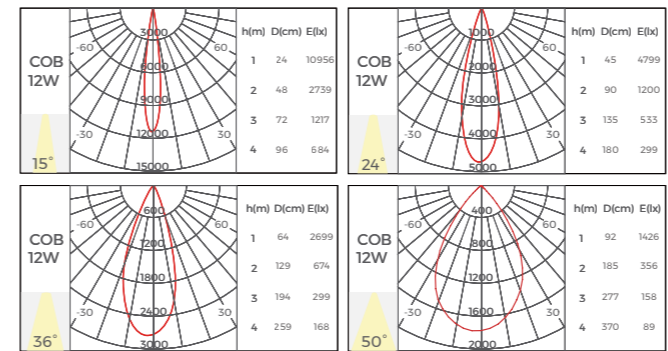 COB
12W
15°
3000
6000
9000
12000
15000
-60
60
-30
30
h(m) D(cm) E(lx)
1 24 10956
2 48 2739
3 72 1217
4 96 684
COB
12W
24°
1000
2000
3000
4000
5000
-60
60
-30
30
h(m) D(cm) E(lx)
1 45 4799
2 90 1200
3 135 533
4 180 299
COB
12W
36°
600
1200
1800
2400
3000
-60
60
-30
30
h(m) D(cm) E(lx)
1 64 2699
2 129 674
3 194 299
4 259 168
COB
12W
50°
400
800
1200
1600
2000
-60
60
-30
30
h(m) D(cm) E(lx)
1 92 1426
2 185 356
3 277 158
4 370 89